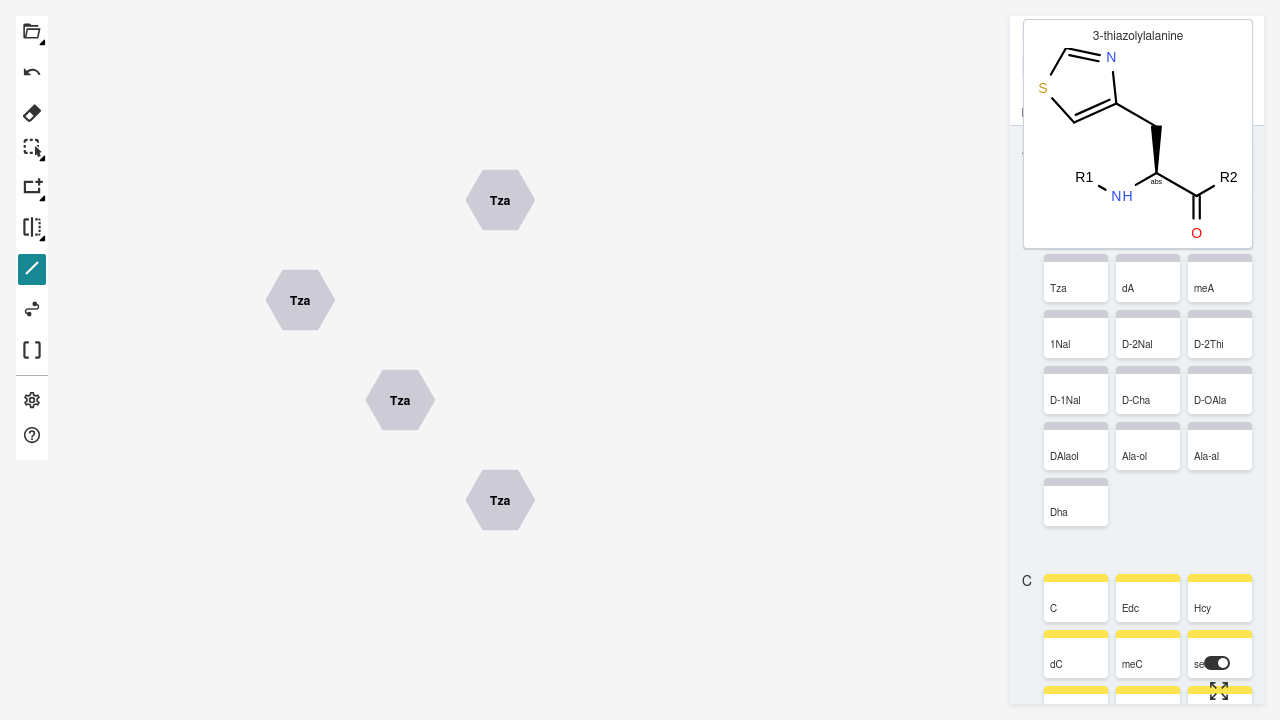 3-thiazolylalanine
N
S
R1
abs
R2
NH
O
Tza
Tza
Tza
Tza
Tza
dA
meA
1Nal
D-2Nal
D-2Thi
D-1Nal
D-Cha
D-OAla
DAlaol
Ala-ol
Ala-al
Dha
C
C
Edc
Hcy
dC
meC